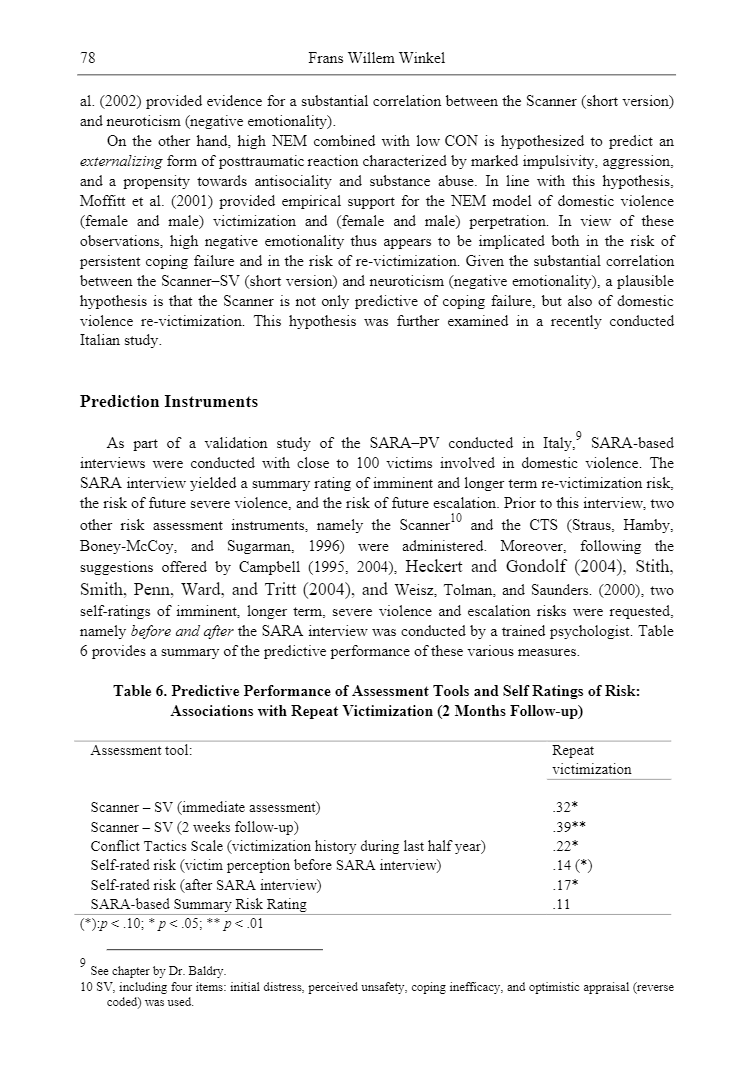 78 Frans Willem Winkel
al. (2002) provided evidence for a substantial correlation between the Scanner (short version)
and neuroticism (negative emotionality).
On the other hand, high NEM combined with low CON is hypothesized to predict an
externalizing form of posttraumatic reaction characterized by marked impulsivity, aggression,
and a propensity towards antisociality and substance abuse. In line with this hypothesis,
Moffitt et al. (2001) provided empirical support for the NEM model of domestic violence
(female and male) victimization and (female and male) perpetration. In view of these
observations, high negative emotionality thus appears to be implicated both in the risk of
persistent coping failure and in the risk of re-victimization. Given the substantial correlation
between the Scanner–SV (short version) and neuroticism (negative emotionality), a plausible
hypothesis is that the Scanner is not only predictive of coping failure, but also of domestic
violence re-victimization. This hypothesis was further examined in a recently conducted
Italian study.
Prediction Instruments
As part of a validation study of the SARA–PV conducted in Italy,9 SARA-based
interviews were conducted with close to 100 victims involved in domestic violence. The
SARA interview yielded a summary rating of imminent and longer term re-victimization risk,
the risk of future severe violence, and the risk of future escalation. Prior to this interview, two
other risk assessment instruments, namely the Scanner10 and the CTS (Straus, Hamby,
Boney-McCoy, and Sugarman, 1996) were administered. Moreover, following the
suggestions offered by Campbell (1995, 2004), Heckert and Gondolf (2004), Stith,
Smith, Penn, Ward, and Tritt (2004), and Weisz, Tolman, and Saunders. (2000), two
self-ratings of imminent, longer term, severe violence and escalation risks were requested,
namely before and after the SARA interview was conducted by a trained psychologist. Table
6 provides a summary of the predictive performance of these various measures.
Table 6. Predictive Performance of Assessment Tools and Self Ratings of Risk:
Associations with Repeat Victimization (2 Months Follow-up)
Assessment tool: Repeat
victimization
Scanner – SV (immediate assessment) .32*
Scanner – SV (2 weeks follow-up) .39**
Conflict Tactics Scale (victimization history during last half year) .22*
Self-rated risk (victim perception before SARA interview) .14 (*)
Self-rated risk (after SARA interview) .17*
SARA-based Summary Risk Rating .11
(*):p < .10; * p < .05; ** p < .01
9 See chapter by Dr. Baldry.
10 SV, including four items: initial distress, perceived unsafety, coping inefficacy, and optimistic appraisal (reverse
coded) was used.